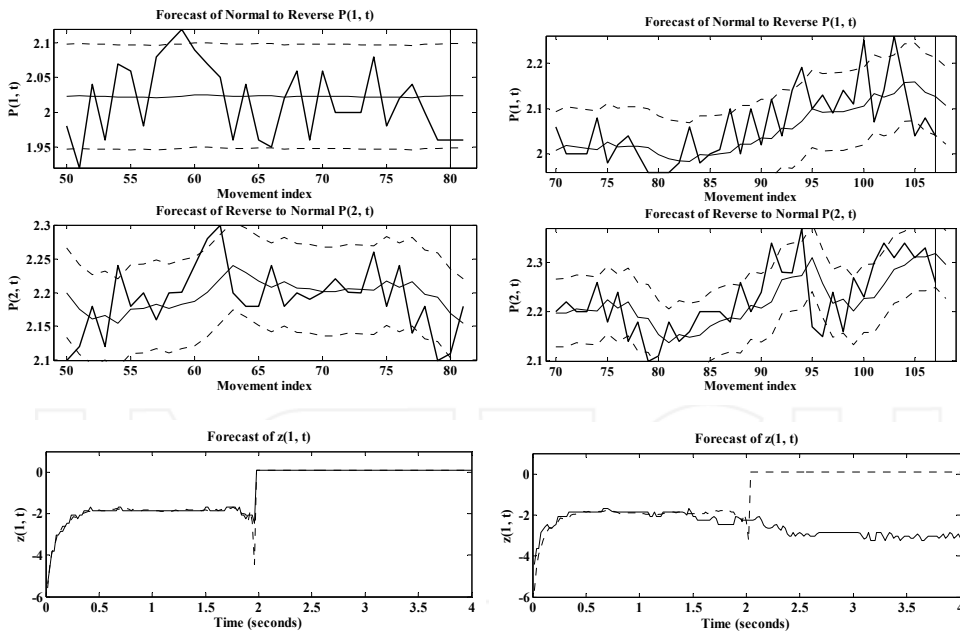 Forecast of Normal to Reverse P(1, t)
2.1
2.05
2
1.95
P(1, t)
50 55 60 65 70 75 80
Movement index
Forecast of Reverse to Normal P(2, t)
2.3
2.25
2.2
2.15
2.1
P(2, t)
50 55 60 65 70 75 80
Movement index
Forecast of z(1, t)
0
-2
-4
-6
z(1, t)
0 0.5 1 1.5 2 2.5 3 3.5 4
Time (seconds)
Forecast of Normal to Reverse P(1, t)
2.2
2.1
2
P(1, t)
70 75 80 85 90 95 100 105
Movement index
Forecast of Reverse to Normal P(2, t)
2.3
2.2
2.1
P(2, t)
70 75 80 85 90 95 100 105
Movement index
Forecast of z(1, t)
0
-2
-4
-6
z(1, t)
0 0.5 1 1.5 2 2.5 3 3.5 4
Time (seconds)